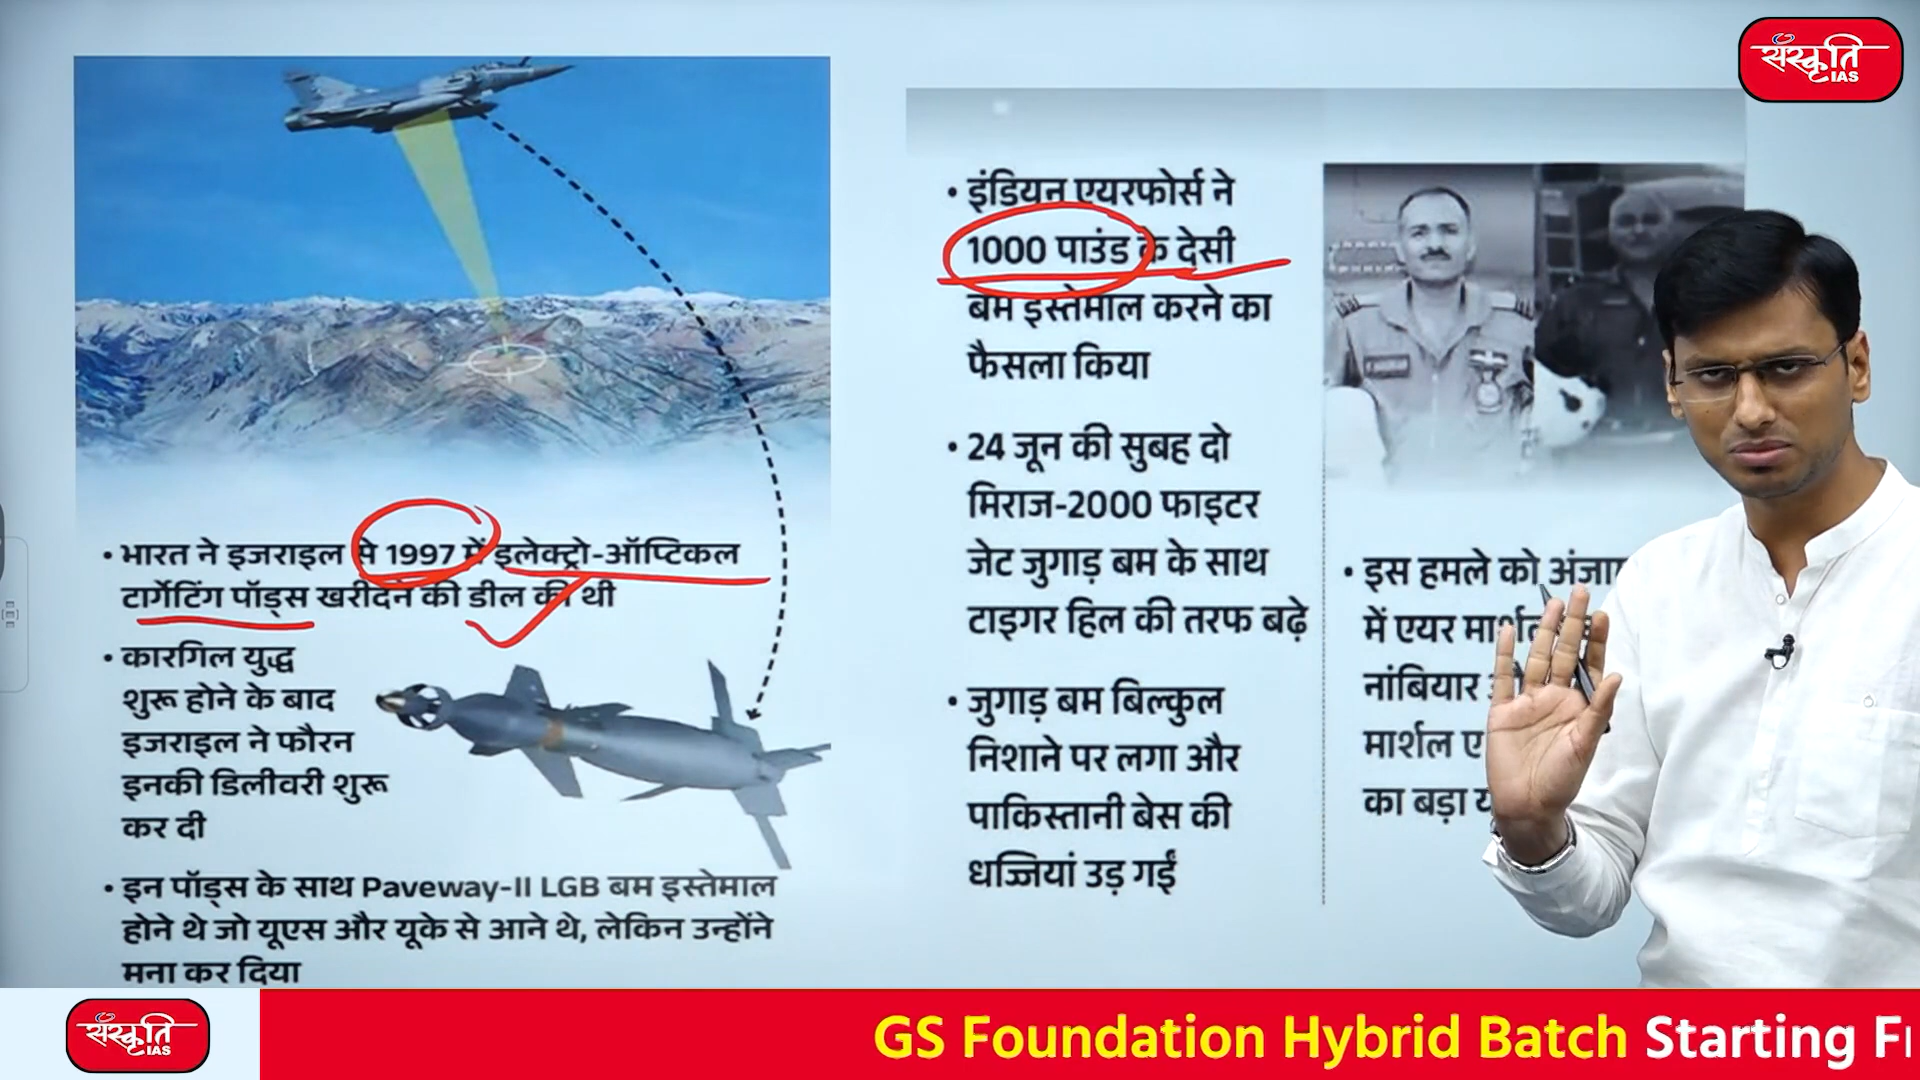 संस्कृति
IAS
• भारत ने इजराइल से 1997 में इलेक्ट्रो-ऑप्टिकल
टार्गेटिंग पॉड्स खरीदने की डील की थी
• कारगिल युद्ध
शुरू होने के बाद
इजराइल ने फौरन
इनकी डिलीवरी शुरू
कर दी
• इन पॉड्स के साथ Paveway-II LGB बम इस्तेमाल
होने थे जो यूएस और यूके से आने थे, लेकिन उन्होंने
मना कर दिया
• इंडियन एयरफोर्स ने
1000 पाउंड के देसी
बम इस्तेमाल करने का
फैसला किया
• 24 जून की सुबह दो
मिराज-2000 फाइटर
जेट जुगाड़ बम के साथ
टाइगर हिल की तरफ बढ़े
• जुगाड़ बम बिल्कुल
निशाने पर लगा और
पाकिस्तानी बेस की
धज्जियां उड़ गईं
• इस हमले को
में एयर
नांबियार
मार्शल
का बड़ा
संस्कृति
IAS
GS Foundation Hybrid Batch Starting